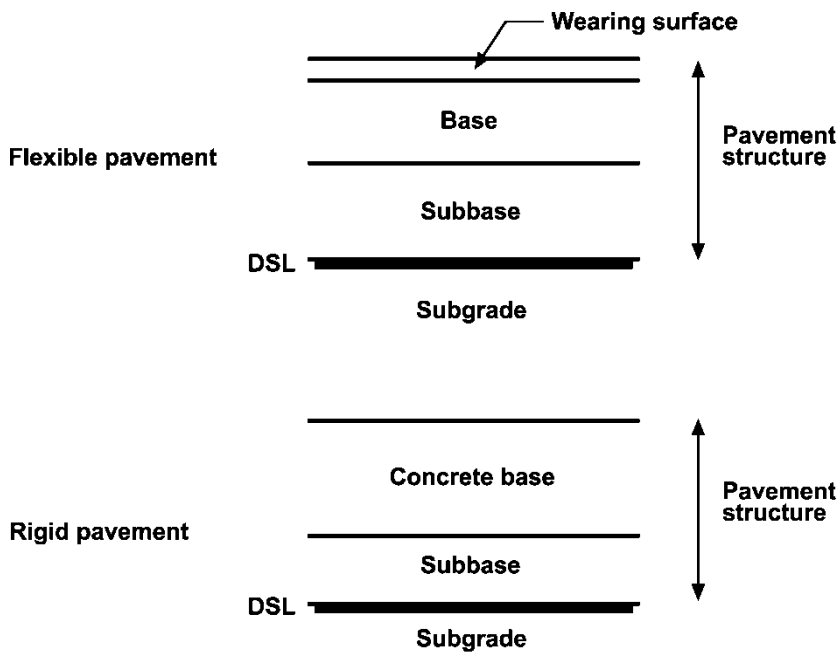 Wearing surface
Base
Flexible pavement
Pavement
structure
Subbase
DSL
Subgrade
Concrete base
Rigid pavement
Pavement
structure
Subbase
DSL
Subgrade